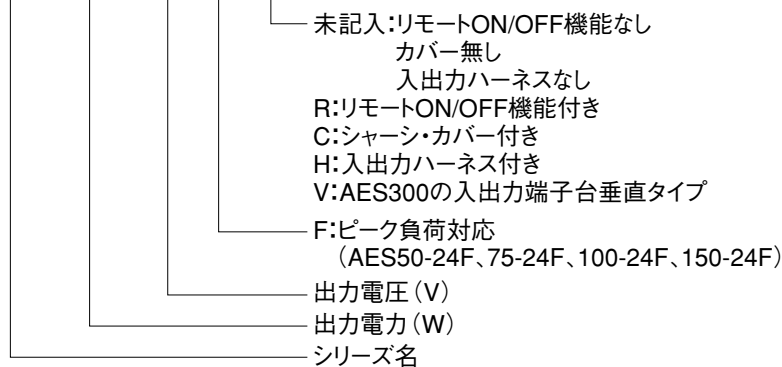 未記入:リモートON/OFF機能なし
カバー無し
入出力ハーネスなし
R:リモートON/OFF機能付き
C:シャーシ・カバー付き
H:入出力ハーネス付き
V:AES300の入出力端子台垂直タイプ
F:ピーク負荷対応
（AES50-24F、75-24F、100-24F、150-24F）
出力電圧（V）
出力電力（W）
シリーズ名